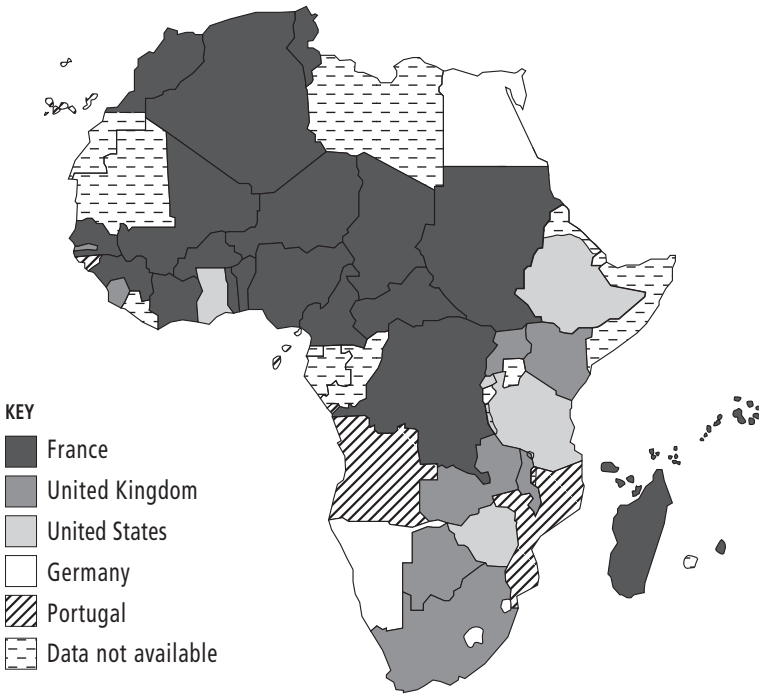 KEY
France
United Kingdom
United States
Germany
Portugal
Data not available